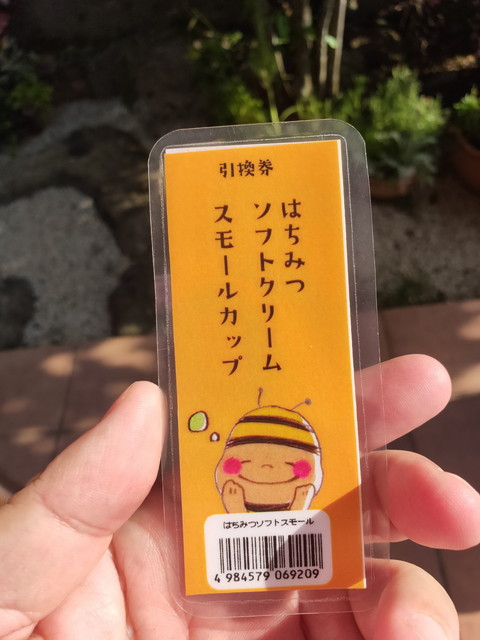 引換券
はちみつ
ソフトクリーム
スモールカップ
はちみつソフトスモール
4 984579 069209